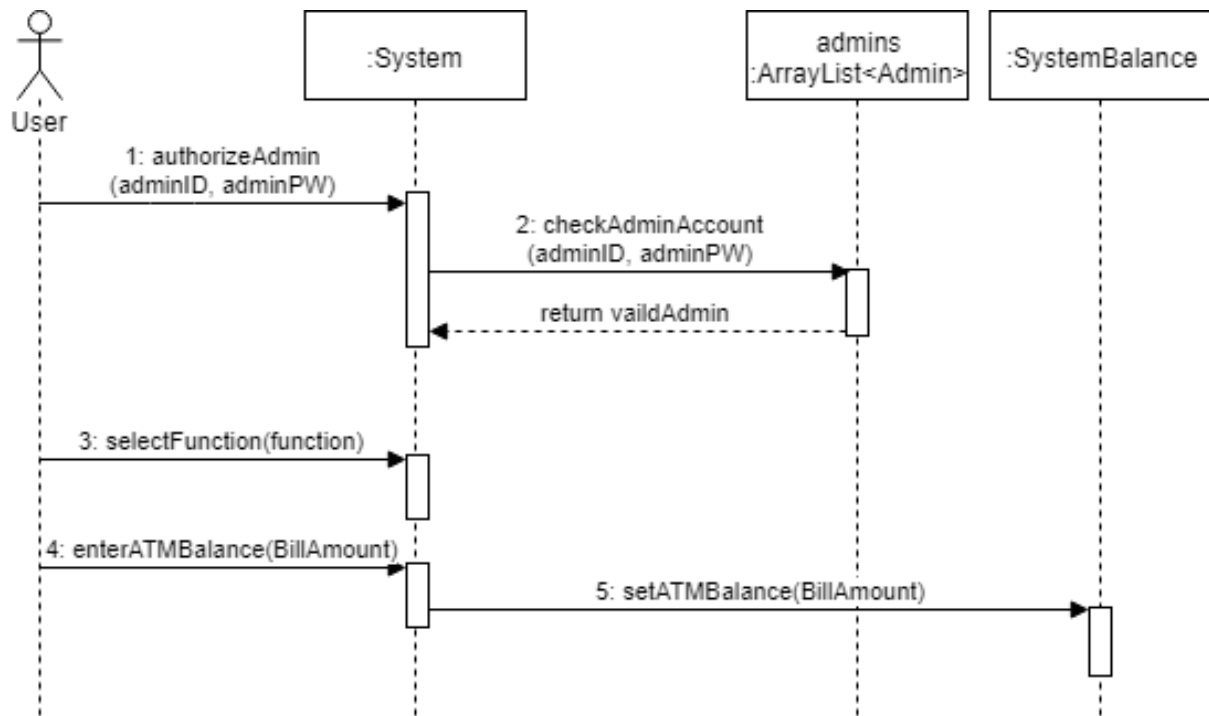 User
:System
admins
:ArrayList<Admin>
:SystemBalance
1: authorizeAdmin
(adminID, adminPW)
2: checkAdminAccount
(adminID, adminPW)
return vaildAdmin
3: selectFunction(function)
4: enterATMBalance(BillAmount)
5: setATMBalance(BillAmount)